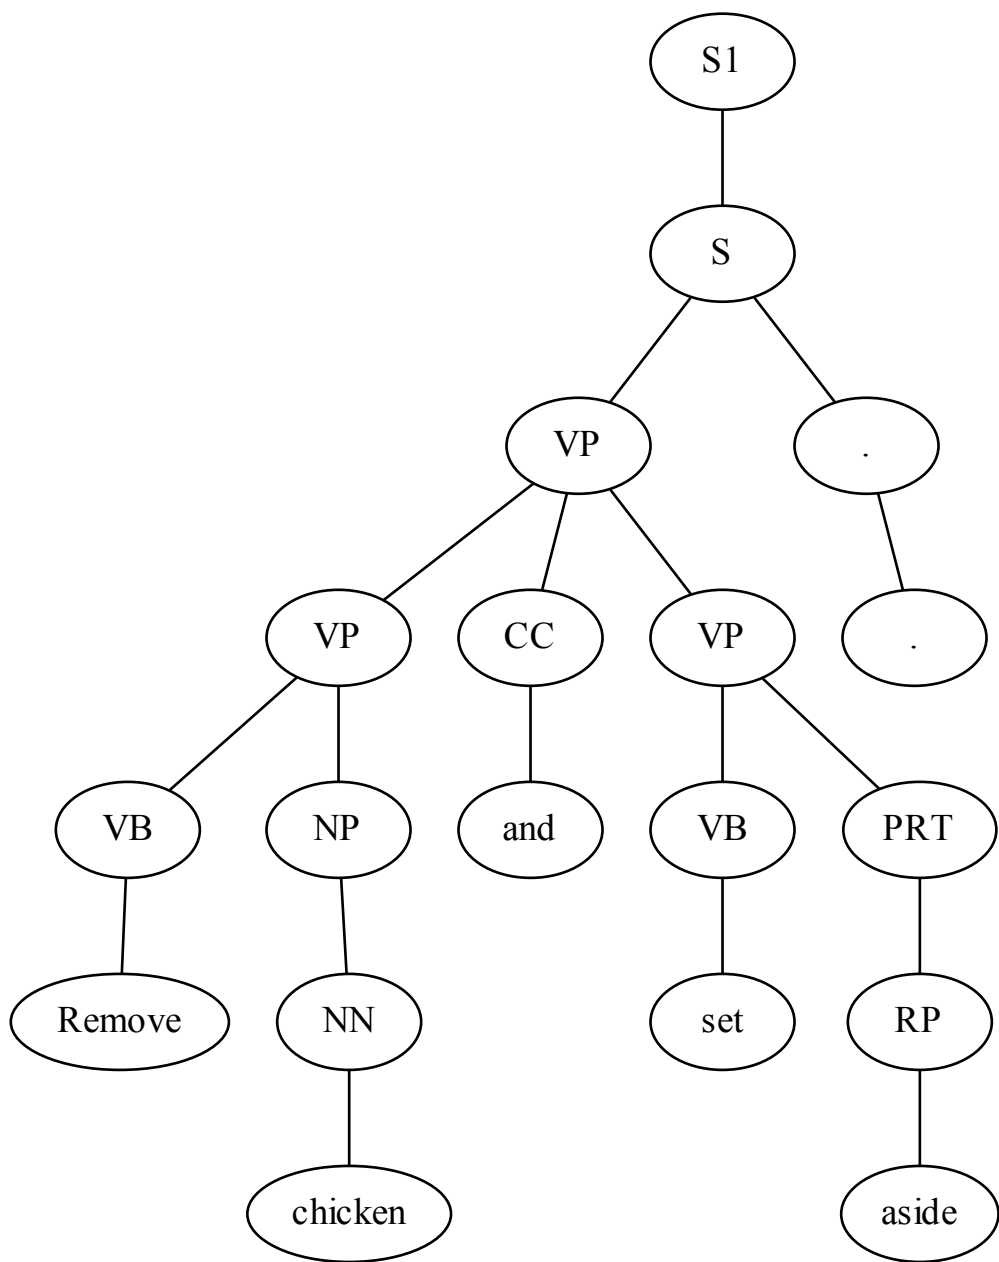 S1
S
VP .
VP CC VP .
VB NP and VB PRT
Remove NN set RP
chicken aside